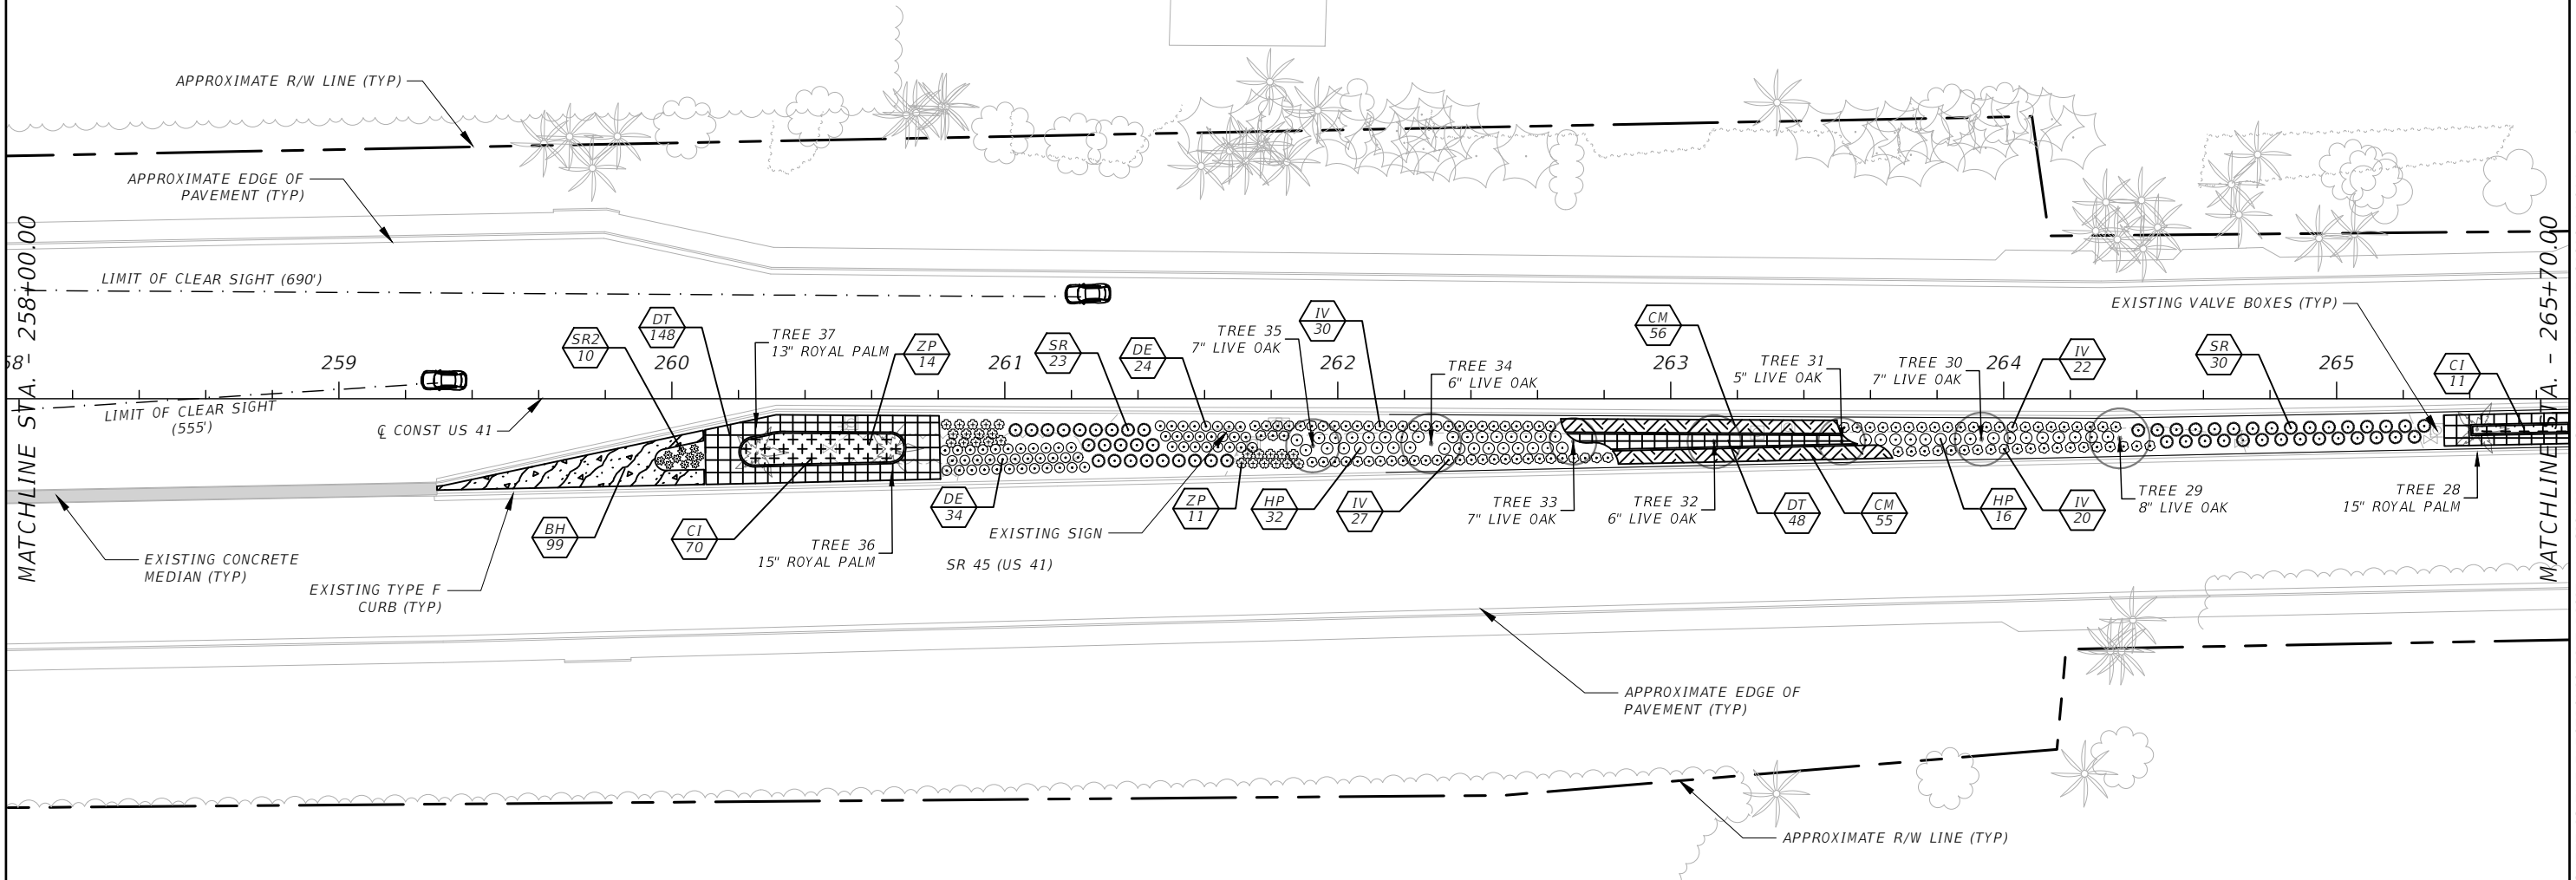 APPROXIMATE R/W LINE (TYP)
APPROXIMATE EDGE OF
PAVEMENT (TYP)
MATCHLINE STA. - 258+00.00
LIMIT OF CLEAR SIGHT (690')
EXISTING VALVE BOXES (TYP)
MATCHLINE STA. - 265+70.00
58
259
260
261
262
263
264
265
SR2
10
DT
148
TREE 37
13" ROYAL PALM
ZP
14
SR
23
DE
24
TREE 35
7" LIVE OAK
IV
30
TREE 34
6" LIVE OAK
CM
56
TREE 31
5" LIVE OAK
TREE 30
7" LIVE OAK
IV
22
SR
30
CI
11
LIMIT OF CLEAR SIGHT
(555')
℄ CONST US 41
BH
99
CI
70
TREE 36
15" ROYAL PALM
DE
34
EXISTING SIGN
SR 45 (US 41)
ZP
11
HP
32
IV
27
TREE 33
7" LIVE OAK
TREE 32
6" LIVE OAK
DT
48
CM
55
HP
16
IV
20
TREE 29
8" LIVE OAK
TREE 28
15" ROYAL PALM
EXISTING CONCRETE
MEDIAN (TYP)
EXISTING TYPE F
CURB (TYP)
APPROXIMATE EDGE OF
PAVEMENT (TYP)
APPROXIMATE R/W LINE (TYP)